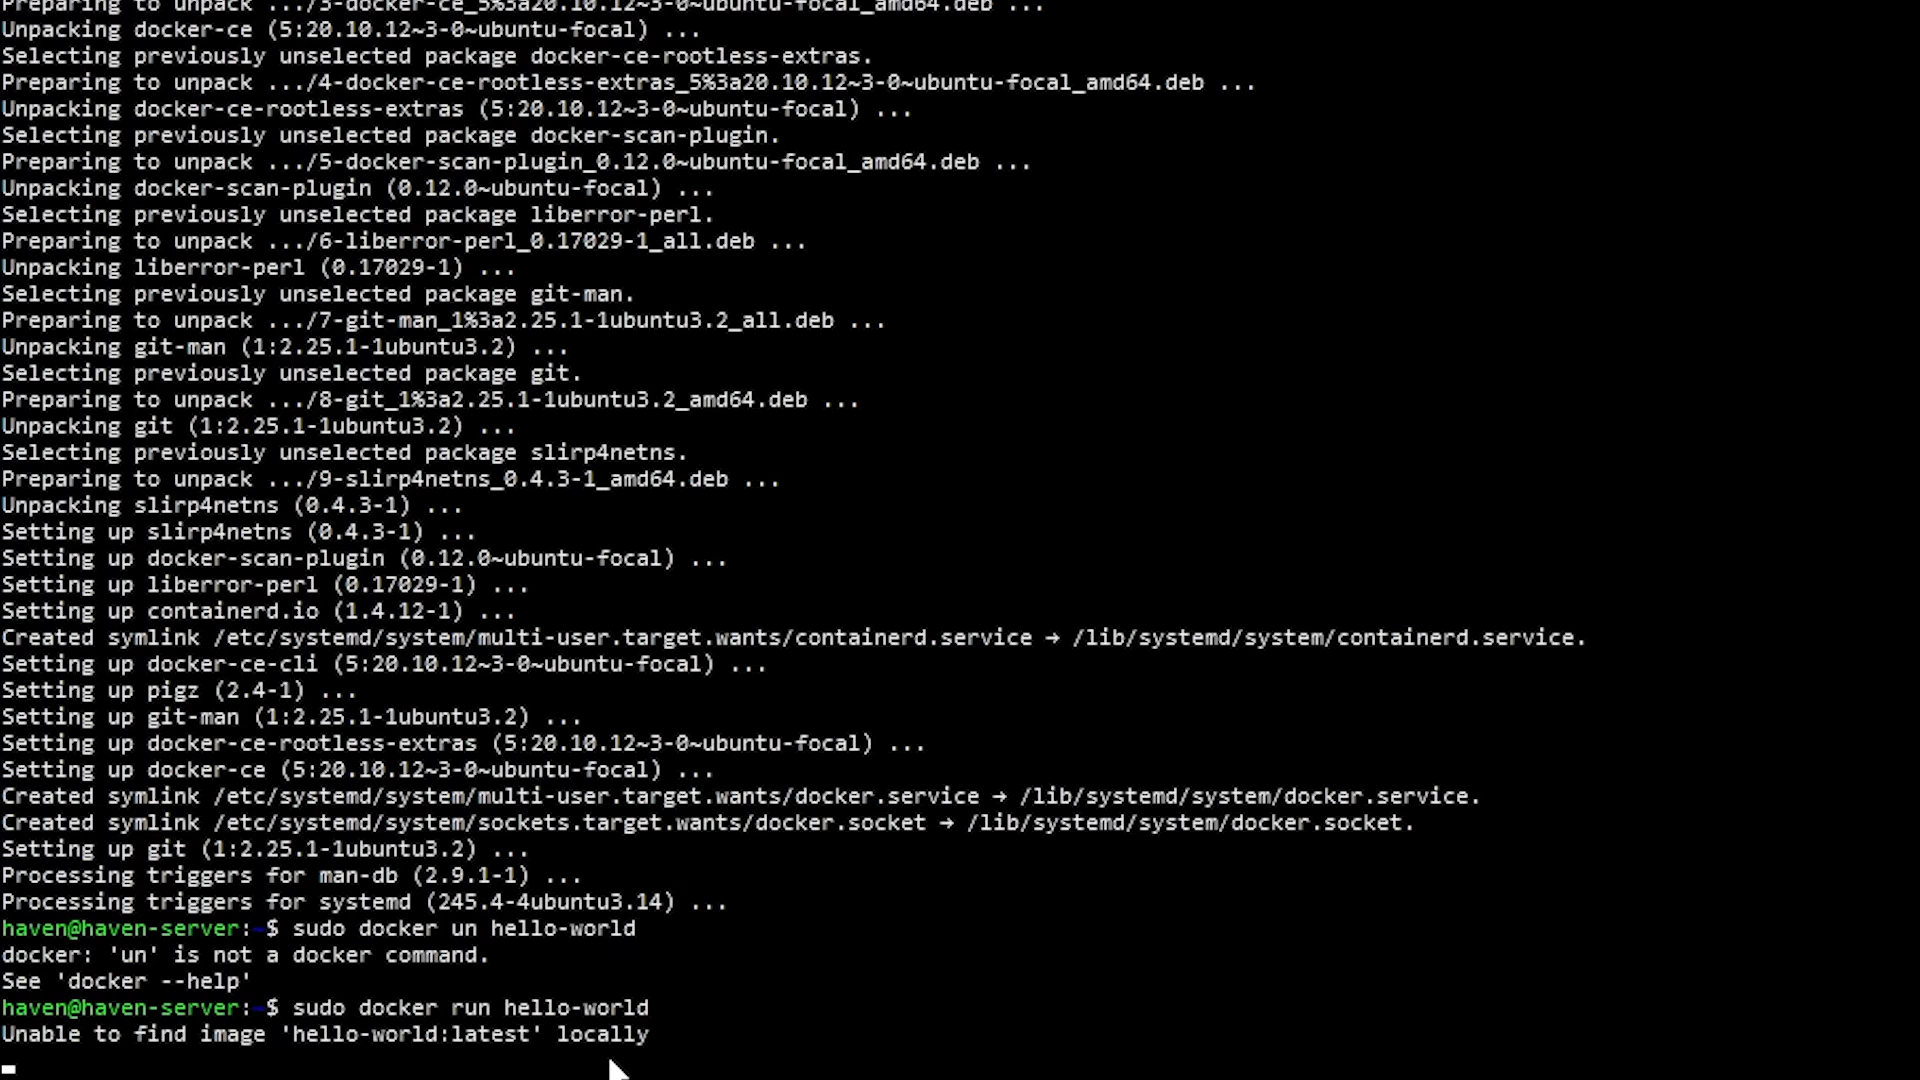 Preparing to unpack .../3-docker-ce_5%3a20.10.12~3-0~ubuntu-focal_amd64.deb ...
Unpacking docker-ce (5:20.10.12~3-0~ubuntu-focal) ...
Selecting previously unselected package docker-ce-rootless-extras.
Preparing to unpack .../4-docker-ce-rootless-extras_5%3a20.10.12~3-0~ubuntu-focal_amd64.deb ...
Unpacking docker-ce-rootless-extras (5:20.10.12~3-0~ubuntu-focal) ...
Selecting previously unselected package docker-scan-plugin.
Preparing to unpack .../5-docker-scan-plugin_0.12.0~ubuntu-focal_amd64.deb ...
Unpacking docker-scan-plugin (0.12.0~ubuntu-focal) ...
Selecting previously unselected package liberror-perl.
Preparing to unpack .../6-liberror-perl_0.17029-1_all.deb ...
Unpacking liberror-perl (0.17029-1) ...
Selecting previously unselected package git-man.
Preparing to unpack .../7-git-man_1%3a2.25.1-1ubuntu3.2_all.deb ...
Unpacking git-man (1:2.25.1-1ubuntu3.2) ...
Selecting previously unselected package git.
Preparing to unpack .../8-git_1%3a2.25.1-1ubuntu3.2_amd64.deb ...
Unpacking git (1:2.25.1-1ubuntu3.2) ...
Selecting previously unselected package slirp4netns.
Preparing to unpack .../9-slirp4netns_0.4.3-1_amd64.deb ...
Unpacking slirp4netns (0.4.3-1) ...
Setting up slirp4netns (0.4.3-1) ...
Setting up docker-scan-plugin (0.12.0~ubuntu-focal) ...
Setting up liberror-perl (0.17029-1) ...
Setting up containerd.io (1.4.12-1) ...
Created symlink /etc/systemd/system/multi-user.target.wants/containerd.service → /lib/systemd/system/containerd.service.
Setting up docker-ce-cli (5:20.10.12~3-0~ubuntu-focal) ...
Setting up pigz (2.4-1) ...
Setting up git-man (1:2.25.1-1ubuntu3.2) ...
Setting up docker-ce-rootless-extras (5:20.10.12~3-0~ubuntu-focal) ...
Setting up docker-ce (5:20.10.12~3-0~ubuntu-focal) ...
Created symlink /etc/systemd/system/multi-user.target.wants/docker.service → /lib/systemd/system/docker.service.
Created symlink /etc/systemd/system/sockets.target.wants/docker.socket → /lib/systemd/system/docker.socket.
Setting up git (1:2.25.1-1ubuntu3.2) ...
Processing triggers for man-db (2.9.1-1) ...
Processing triggers for systemd (245.4-4ubuntu3.14) ...
haven@haven-server:~$ sudo docker un hello-world
docker: 'un' is not a docker command.
See 'docker --help'
haven@haven-server:~$ sudo docker run hello-world
Unable to find image 'hello-world:latest' locally